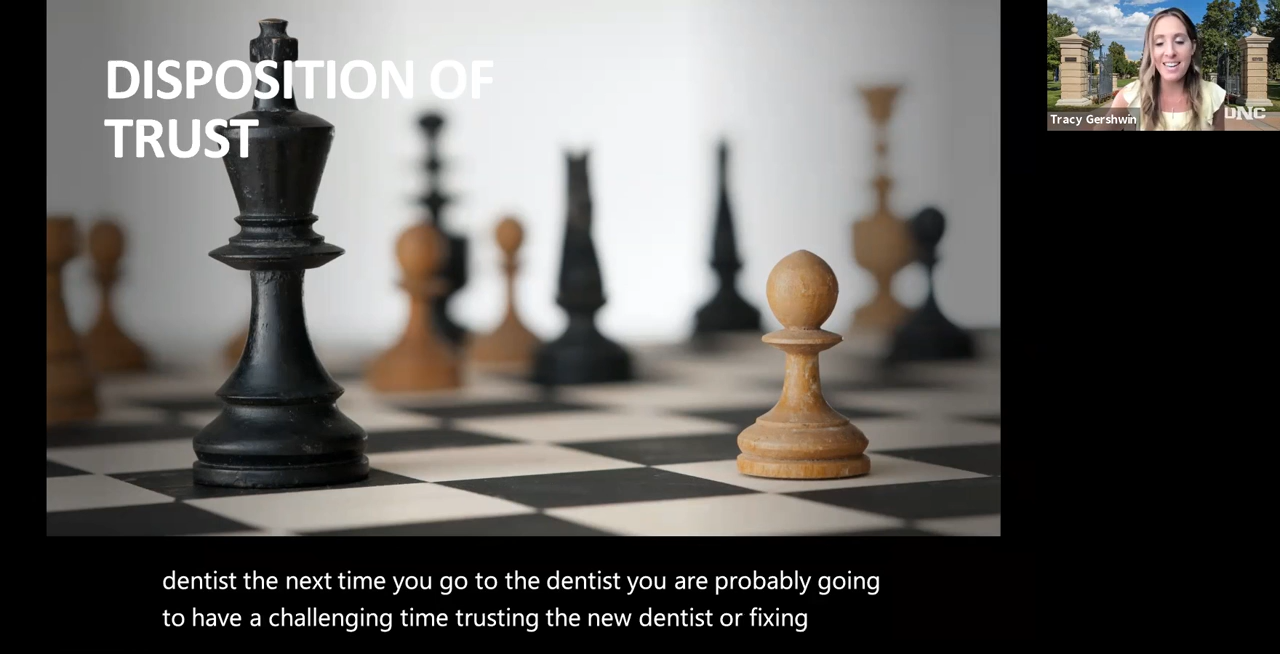 DISPOSITION OF
TRUST
Tracy Gershwin
UNC
dentist the next time you go to the dentist you are probably going
to have a challenging time trusting the new dentist or fixing